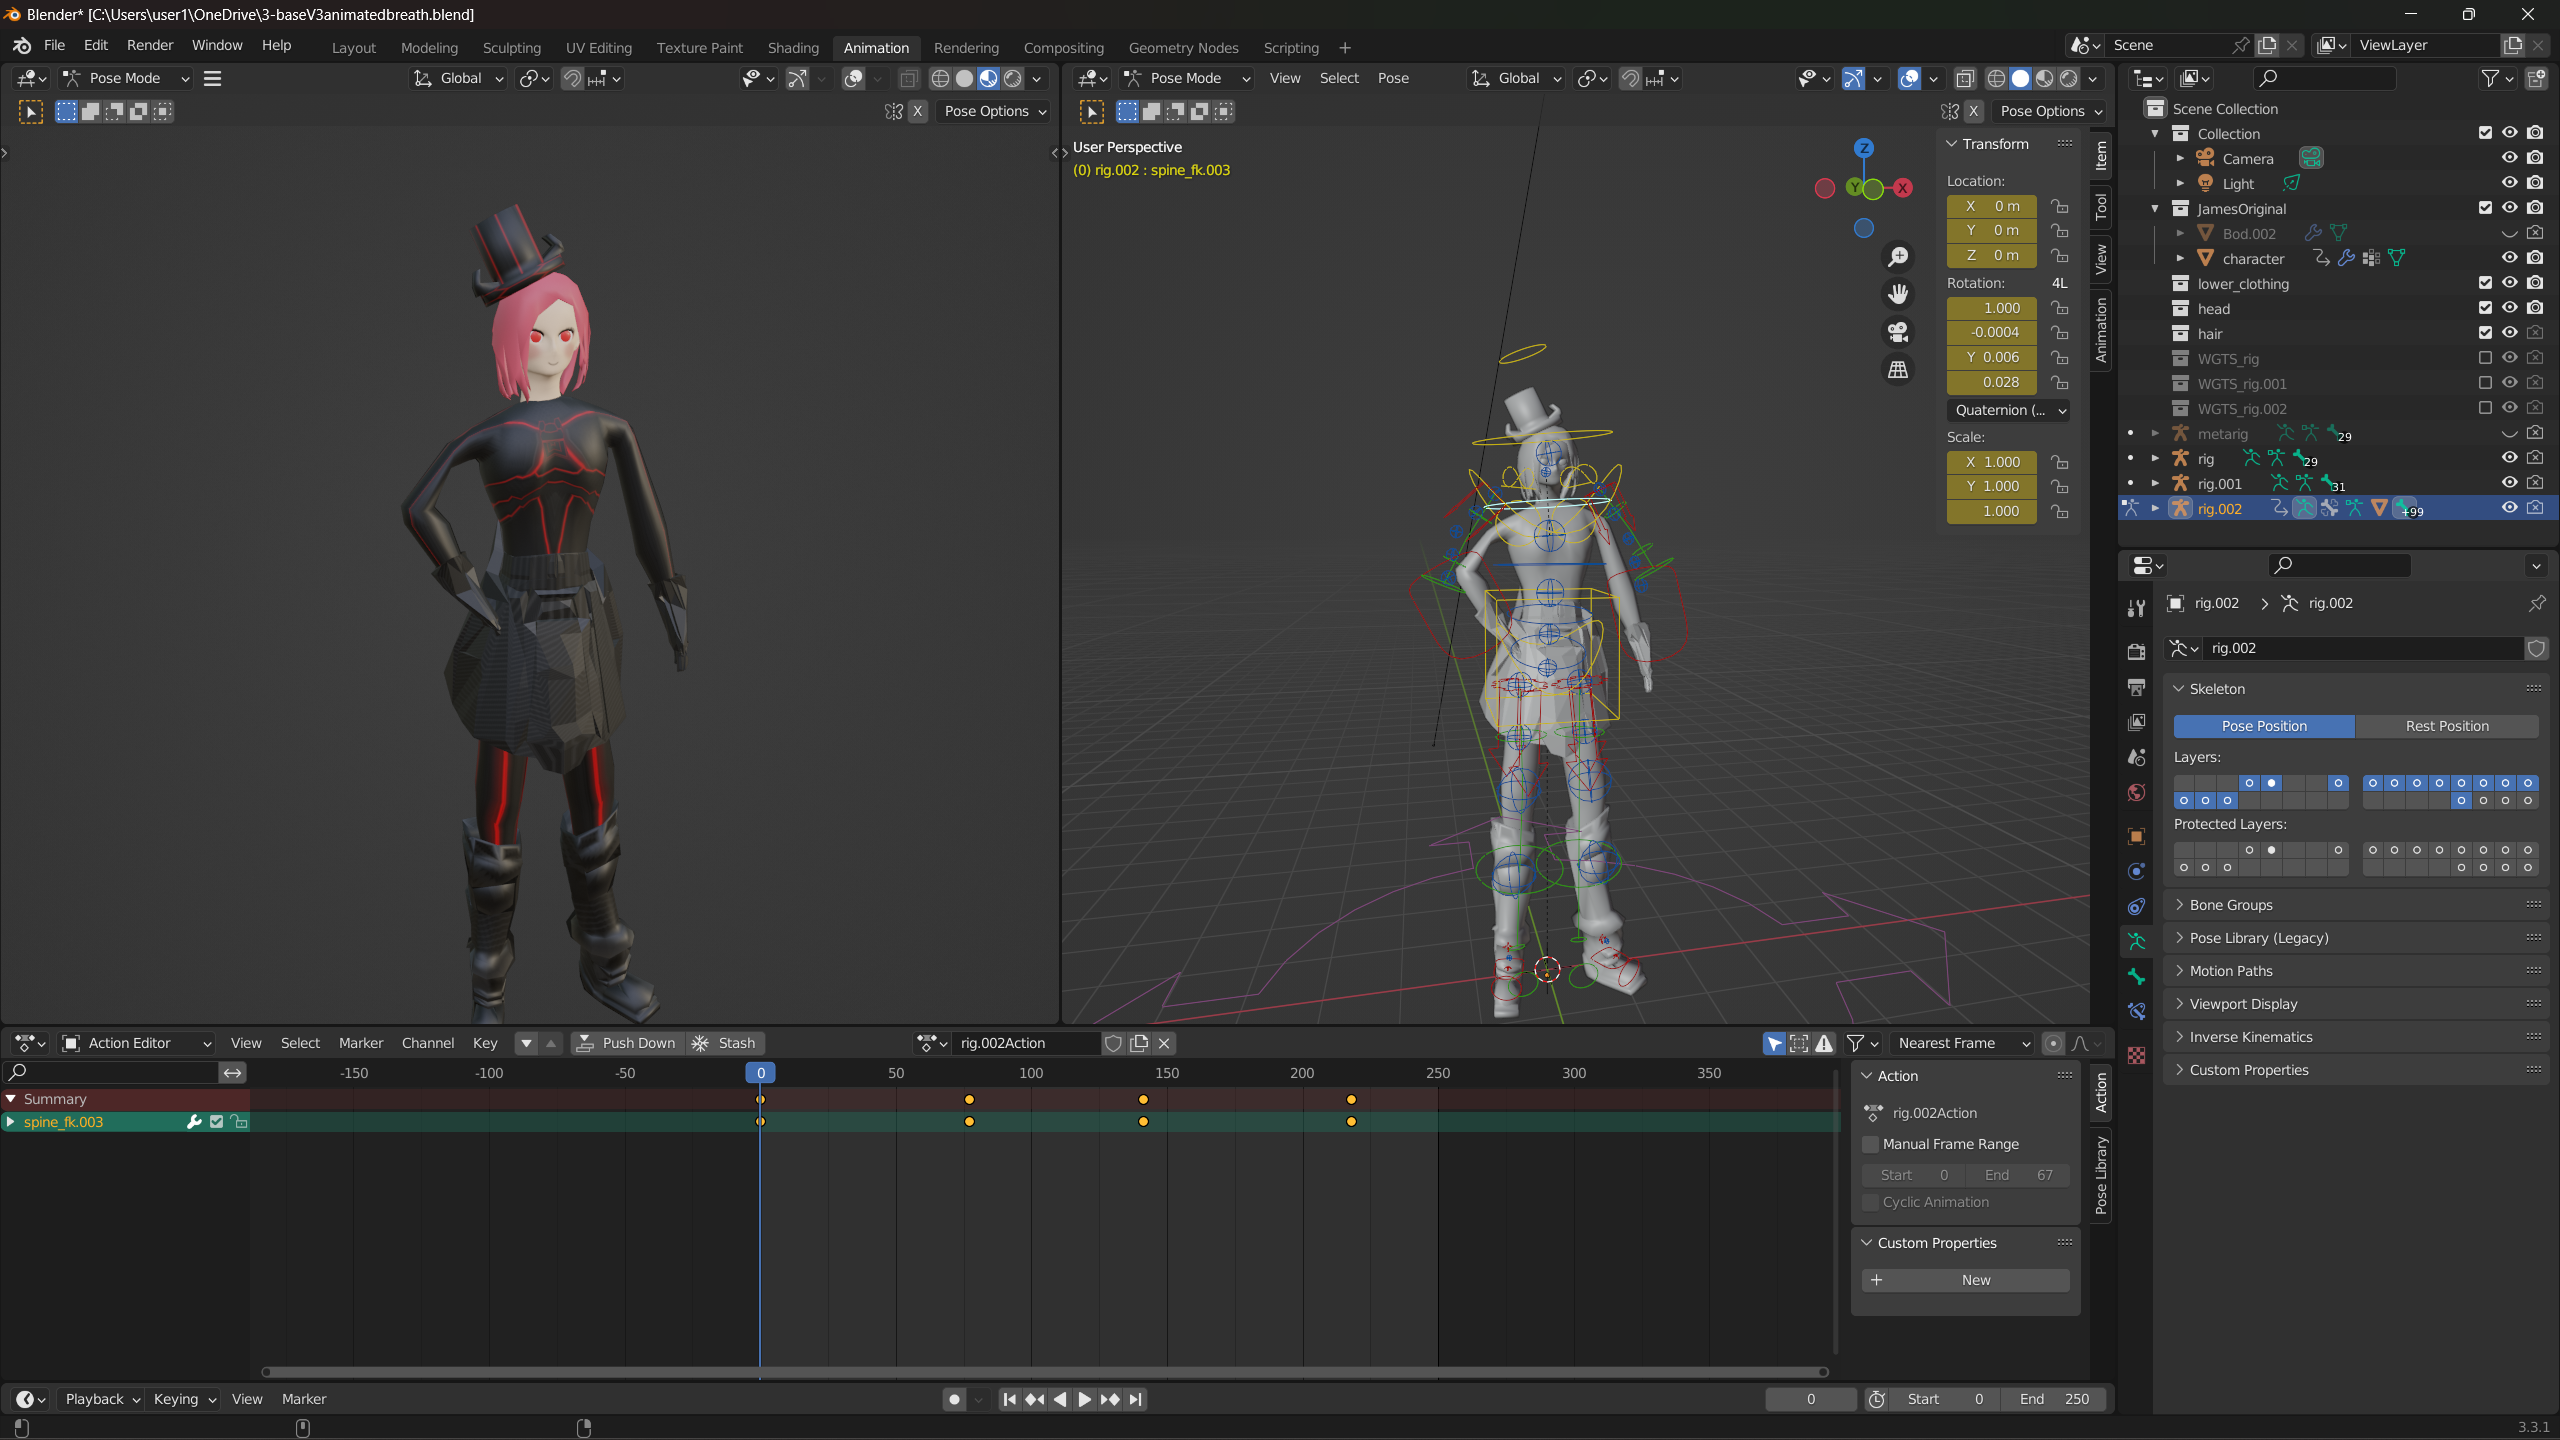 Blender* [C:\Users\user1\OneDrive\3-baseV3animatedbreath.blend]
File Edit Render Window Help Layout Modeling Sculpting UV Editing Texture Paint Shading Animation Rendering Compositing Geometry Nodes Scripting + Scene ViewLayer
Pose Mode Global
X Pose Options
Pose Mode View Select Pose Global
X Pose Options
User Perspective
(0) rig.002 : spine_fk.003
Z
Y X
Transform
Location:
X 0 m
Y 0 m
Z 0 m
Rotation: 4L
1.000
-0.0004
Y 0.006
0.028
Quaternion (...
Scale:
X 1.000
Y 1.000
1.000
Item
Tool
View
Animation
Scene Collection
Collection
Camera
Light
JamesOriginal
Bod.002
character
lower_clothing
head
hair
WGTS_rig
WGTS_rig.001
WGTS_rig.002
metarig 29
rig 29
rig.001 31
rig.002 +99
rig.002 > rig.002
rig.002
Skeleton
Pose Position Rest Position
Layers:
Protected Layers:
Bone Groups
Pose Library (Legacy)
Motion Paths
Viewport Display
Inverse Kinematics
Custom Properties
Action Editor View Select Marker Channel Key Push Down Stash rig.002Action Nearest Frame
-150 -100 -50 0 50 100 150 200 250 300 350
Summary
spine_fk.003
Action
rig.002Action
Manual Frame Range
Start 0 End 67
Cyclic Animation
Custom Properties
+ New
Action
Pose Library
Playback Keying View Marker 0 Start 0 End 250
3.3.1